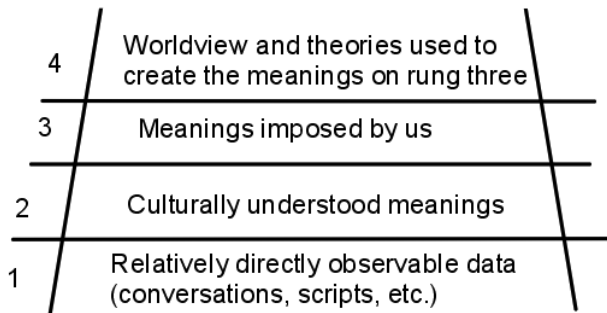 4
Worldview and theories used to
create the meanings on rung three
3
Meanings imposed by us
2
Culturally understood meanings
1
Relatively directly observable data
(conversations, scripts, etc.)